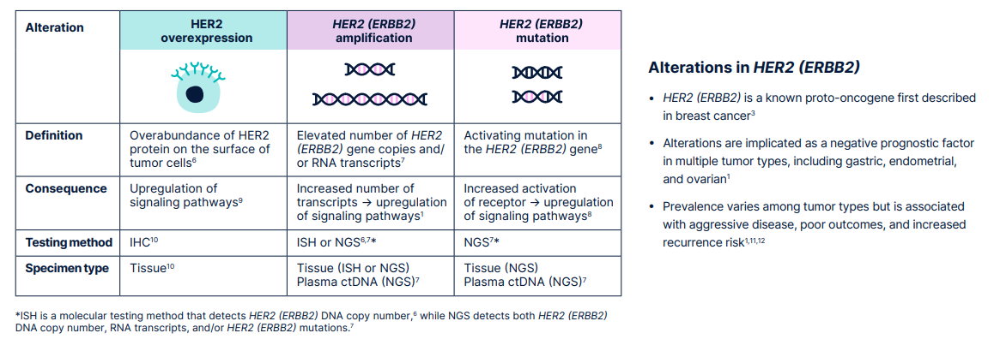 Alteration
HER2
overexpression
HER2 (ERBB2)
amplification
HER2 (ERBB2)
mutation
Definition
Overabundance of HER2
protein on the surface of
tumor cells⁶
Elevated number of HER2
(ERBB2) gene copies and/
or RNA transcripts⁷
Activating mutation in
the HER2 (ERBB2) gene⁸
Consequence
Upregulation of
signaling pathways⁹
Increased number of
transcripts → upregulation
of signaling pathways¹
Increased activation
of receptor → upregulation
of signaling pathways⁸
Testing method
IHC¹⁰
ISH or NGS⁶,⁷*
NGS⁷*
Specimen type
Tissue¹⁰
Tissue (ISH or NGS)
Plasma ctDNA (NGS)⁷
Tissue (NGS)
Plasma ctDNA (NGS)⁷
*ISH is a molecular testing method that detects HER2 (ERBB2) DNA copy number,⁶ while NGS detects both HER2 (ERBB2)
DNA copy number, RNA transcripts, and/or HER2 (ERBB2) mutations.⁷
Alterations in HER2 (ERBB2)
• HER2 (ERBB2) is a known proto-oncogene first described
in breast cancer³
• Alterations are implicated as a negative prognostic factor
in multiple tumor types, including gastric, endometrial,
and ovarian¹
• Prevalence varies among tumor types but is associated
with aggressive disease, poor outcomes, and increased
recurrence risk¹,¹¹,¹²